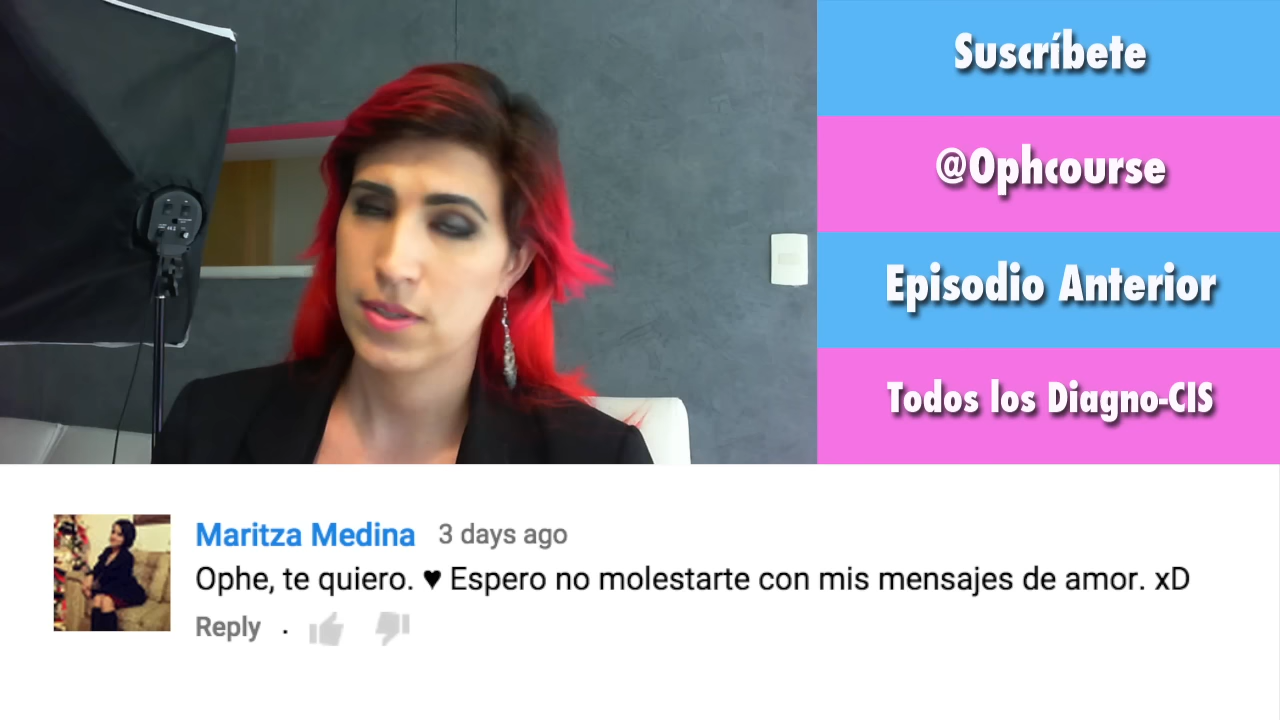 Suscríbete
@Ophcourse
Episodio Anterior
Todos los Diagno-CIS
Maritza Medina 3 days ago
Ophe, te quiero. ♥ Espero no molestarte con mis mensajes de amor. xD
Reply .